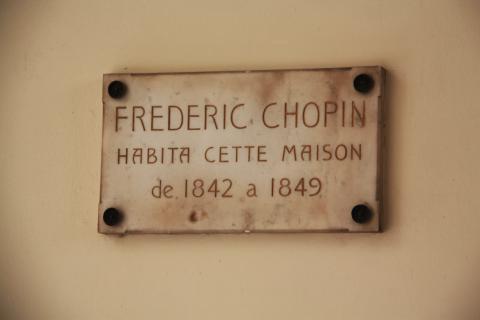 FREDERIC CHOPIN
HABITA CETTE MAISON
de 1842 a 1849